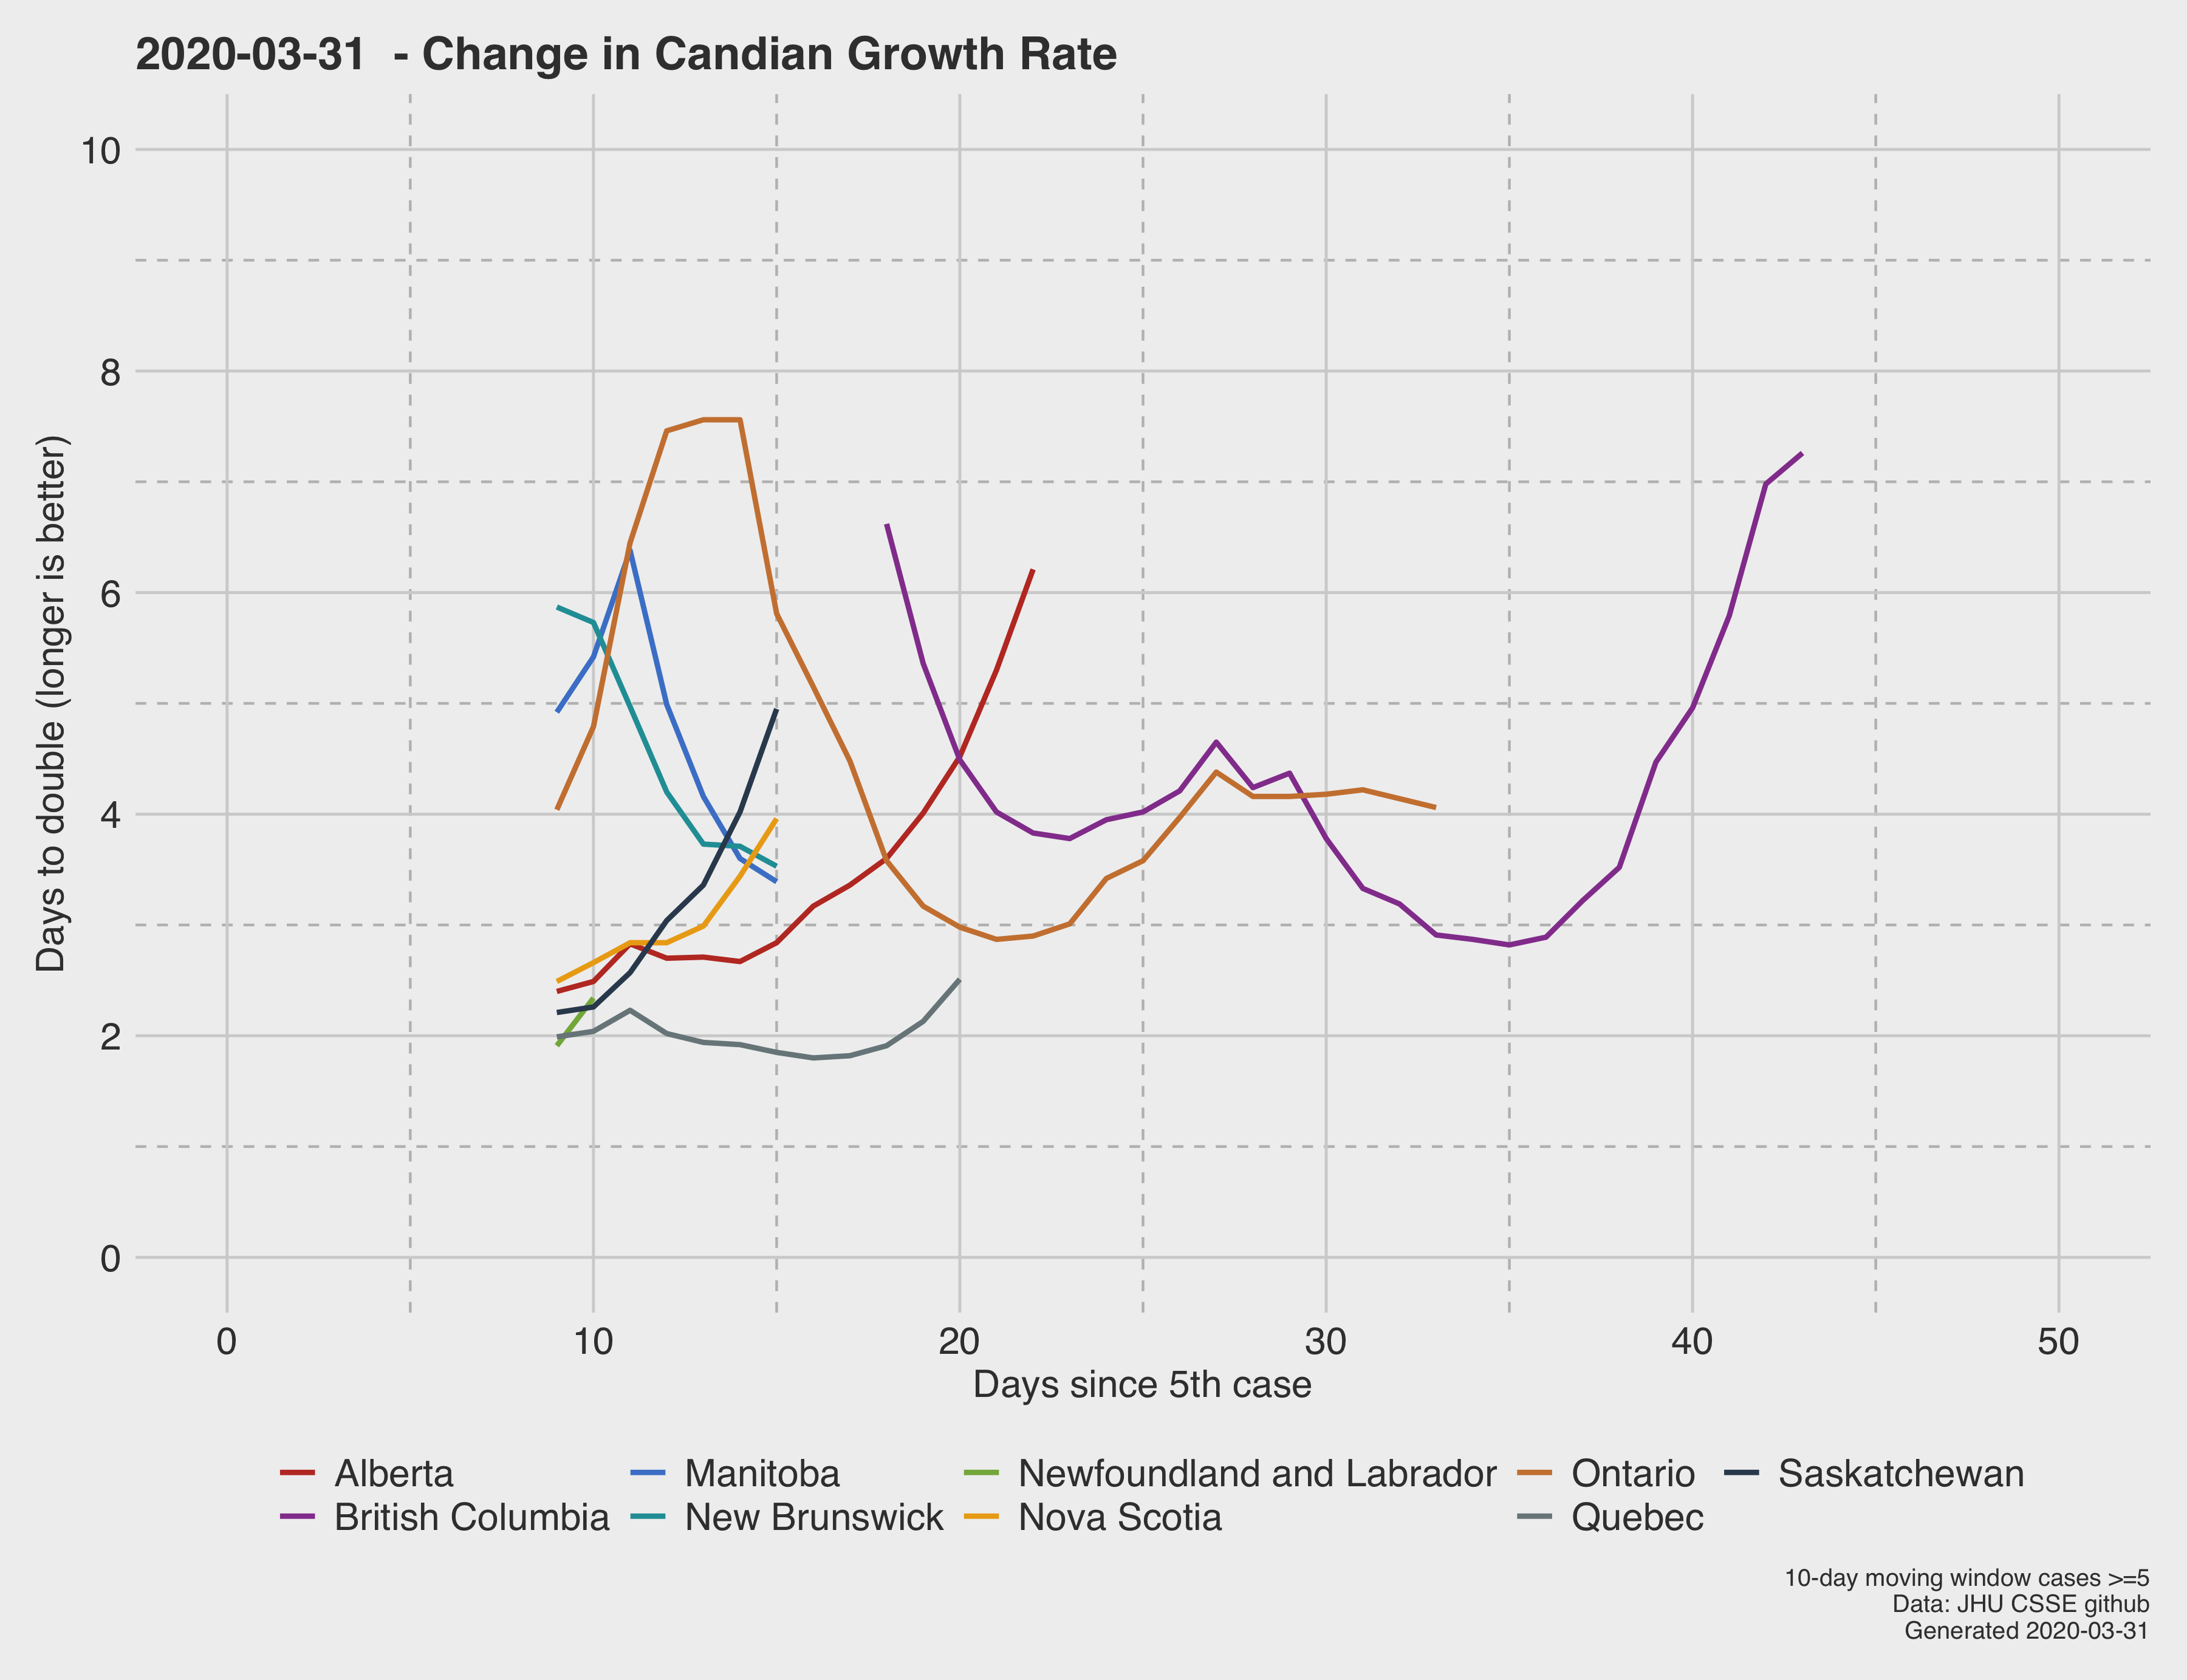 2020-03-31  - Change in Candian Growth Rate
Days to double (longer is better)
10
8
6
4
2
0
0 10 20 30 40 50
Days since 5th case
Alberta Manitoba Newfoundland and Labrador Ontario Saskatchewan
British Columbia New Brunswick Nova Scotia Quebec
10-day moving window cases >=5
Data: JHU CSSE github
Generated 2020-03-31